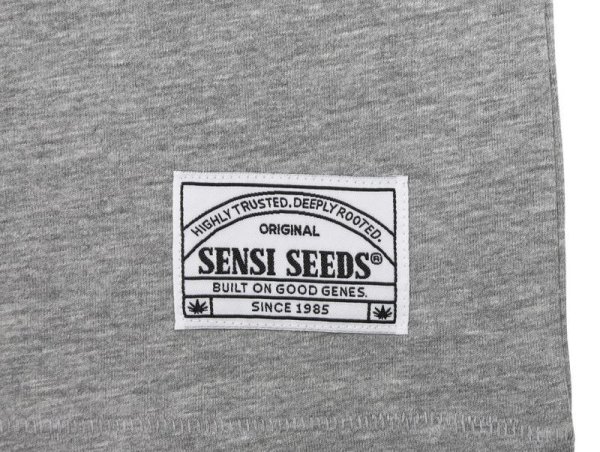 HIGHLY TRUSTED. DEEPLY ROOTED.
ORIGINAL
SENSI SEEDS®
BUILT ON GOOD GENES.
SINCE 1985